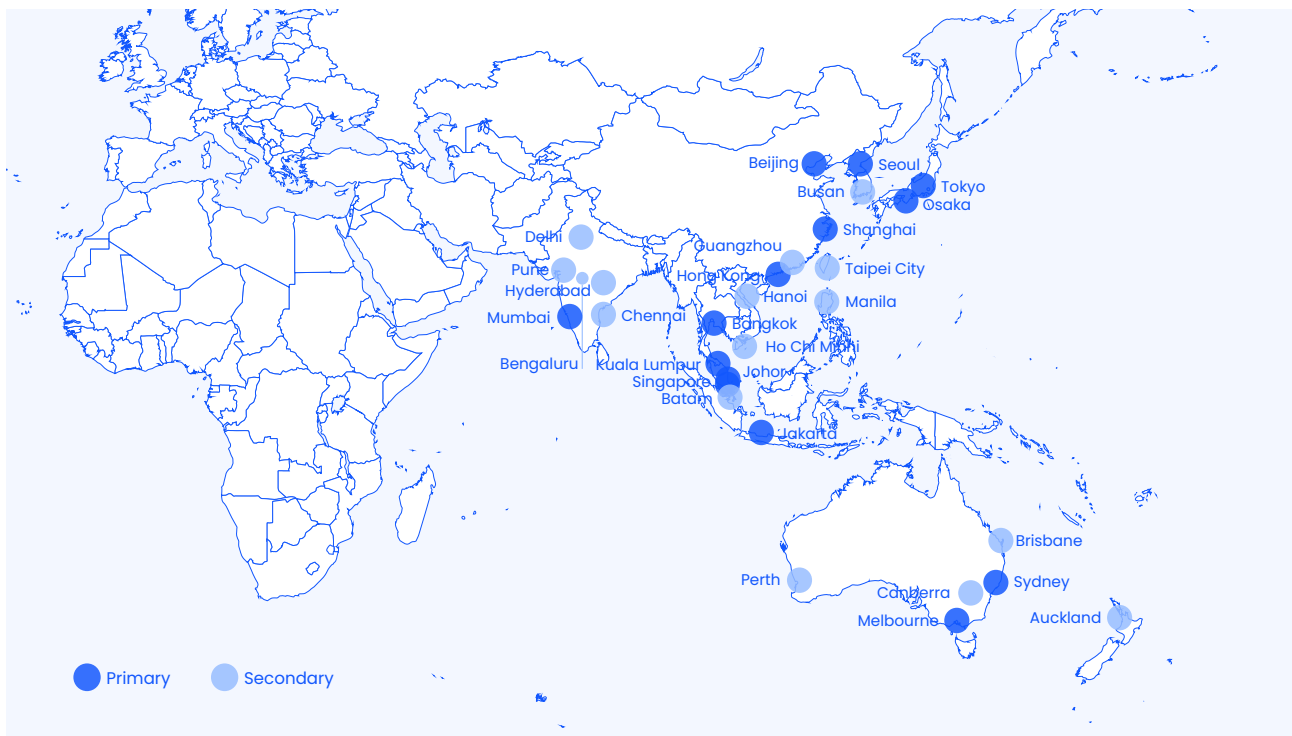 Beijing
Seoul
Busan
Tokyo
Osaka
Shanghai
Delhi
Guangzhou
Pune
Hong Kong
Taipei City
Hyderabad
Hanoi
Manila
Mumbai
Chennai
Bangkok
Ho Chi Minh
Bengaluru
Kuala Lumpur
Johor
Singapore
Batam
Jakarta
Brisbane
Perth
Sydney
Canberra
Melbourne
Auckland
Primary
Secondary